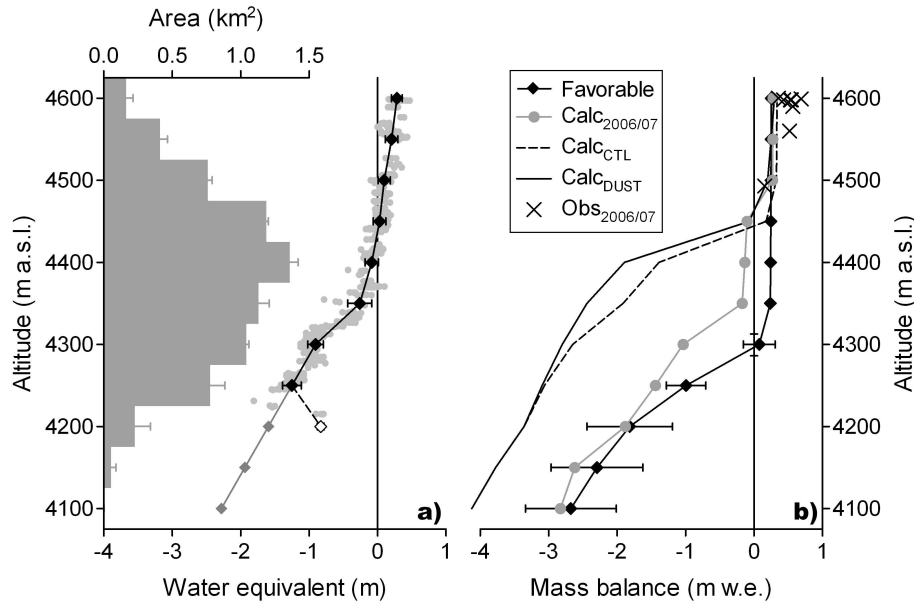 Area (km²)
0.0 0.5 1.0 1.5
4600
4500
4400
4300
4200
4100
Altitude (m a.s.l.)
-4 -3 -2 -1 0 1
Water equivalent (m)
a)
Favorable
Calc2006/07
CalcCTL
CalcDUST
Obs2006/07
4600
4500
4400
4300
4200
4100
Altitude (m a.s.l.)
-4 -3 -2 -1 0 1
Mass balance (m w.e.)
b)